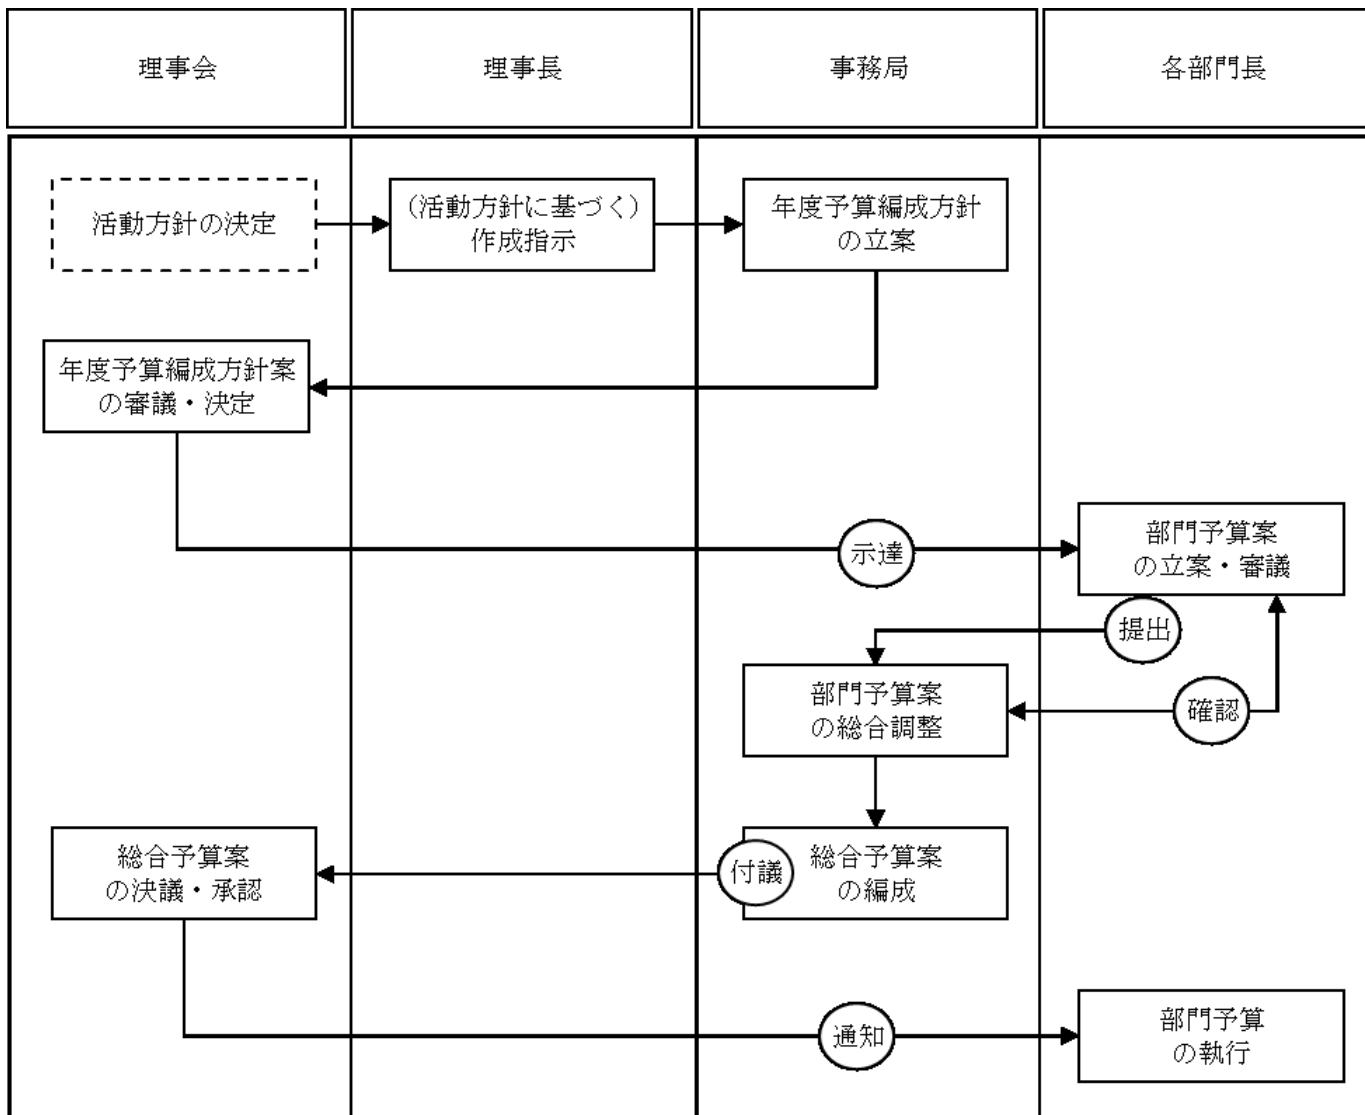 理事会
理事長
事務局
各部門長
活動方針の決定
(活動方針に基づく)
作成指示
年度予算編成方針
の立案
年度予算編成方針案
の審議・決定
示達
部門予算案
の立案・審議
提出
部門予算案
の総合調整
確認
総合予算案
の決議・承認
付議
総合予算案
の編成
通知
部門予算
の執行